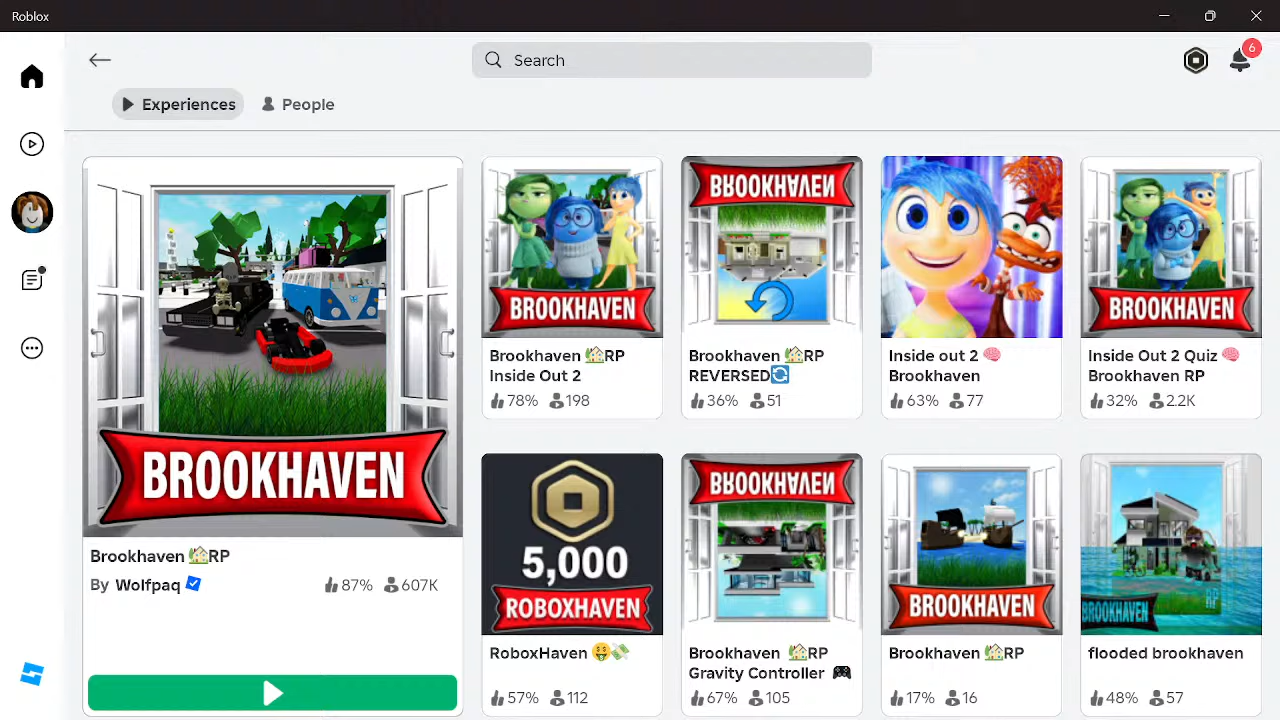 Roblox
Search
6
Experiences
People
BROOKHAVEN
Brookhaven 🏡RP
By Wolfpaq
87% 607K
BROOKHAVEN
Brookhaven 🏡RP
Inside Out 2
78% 198
BROOKHAVEN
Brookhaven 🏡RP
REVERSED🔄
36% 51
Inside out 2 🧠
Brookhaven
63% 77
BROOKHAVEN
Inside Out 2 Quiz 🧠
Brookhaven RP
32% 2.2K
5,000
ROBOXHAVEN
RoboxHaven 🤑💸
57% 112
BROOKHAVEN
Brookhaven 🏡RP
Gravity Controller 🎮
67% 105
BROOKHAVEN
Brookhaven 🏡RP
17% 16
BROOKHAVEN
RP
flooded brookhaven
48% 57